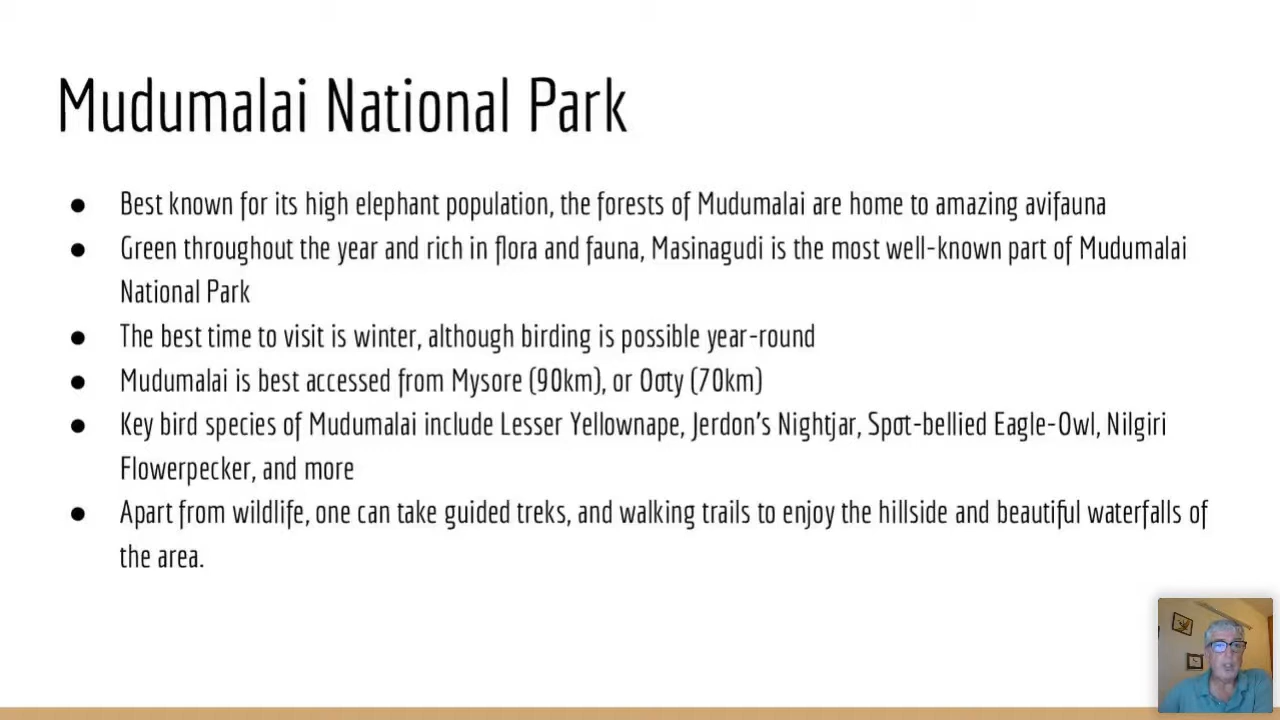 Mudumalai National Park
● Best known for its high elephant population, the forests of Mudumalai are home to amazing avifauna
● Green throughout the year and rich in flora and fauna, Masinagudi is the most well-known part of Mudumalai
National Park
● The best time to visit is winter, although birding is possible year-round
● Mudumalai is best accessed from Mysore (90km), or Ooty (70km)
● Key bird species of Mudumalai include Lesser Yellownape, Jerdon's Nightjar, Spot-bellied Eagle-Owl, Nilgiri
Flowerpecker, and more
● Apart from wildlife, one can take guided treks, and walking trails to enjoy the hillside and beautiful waterfalls of
the area.